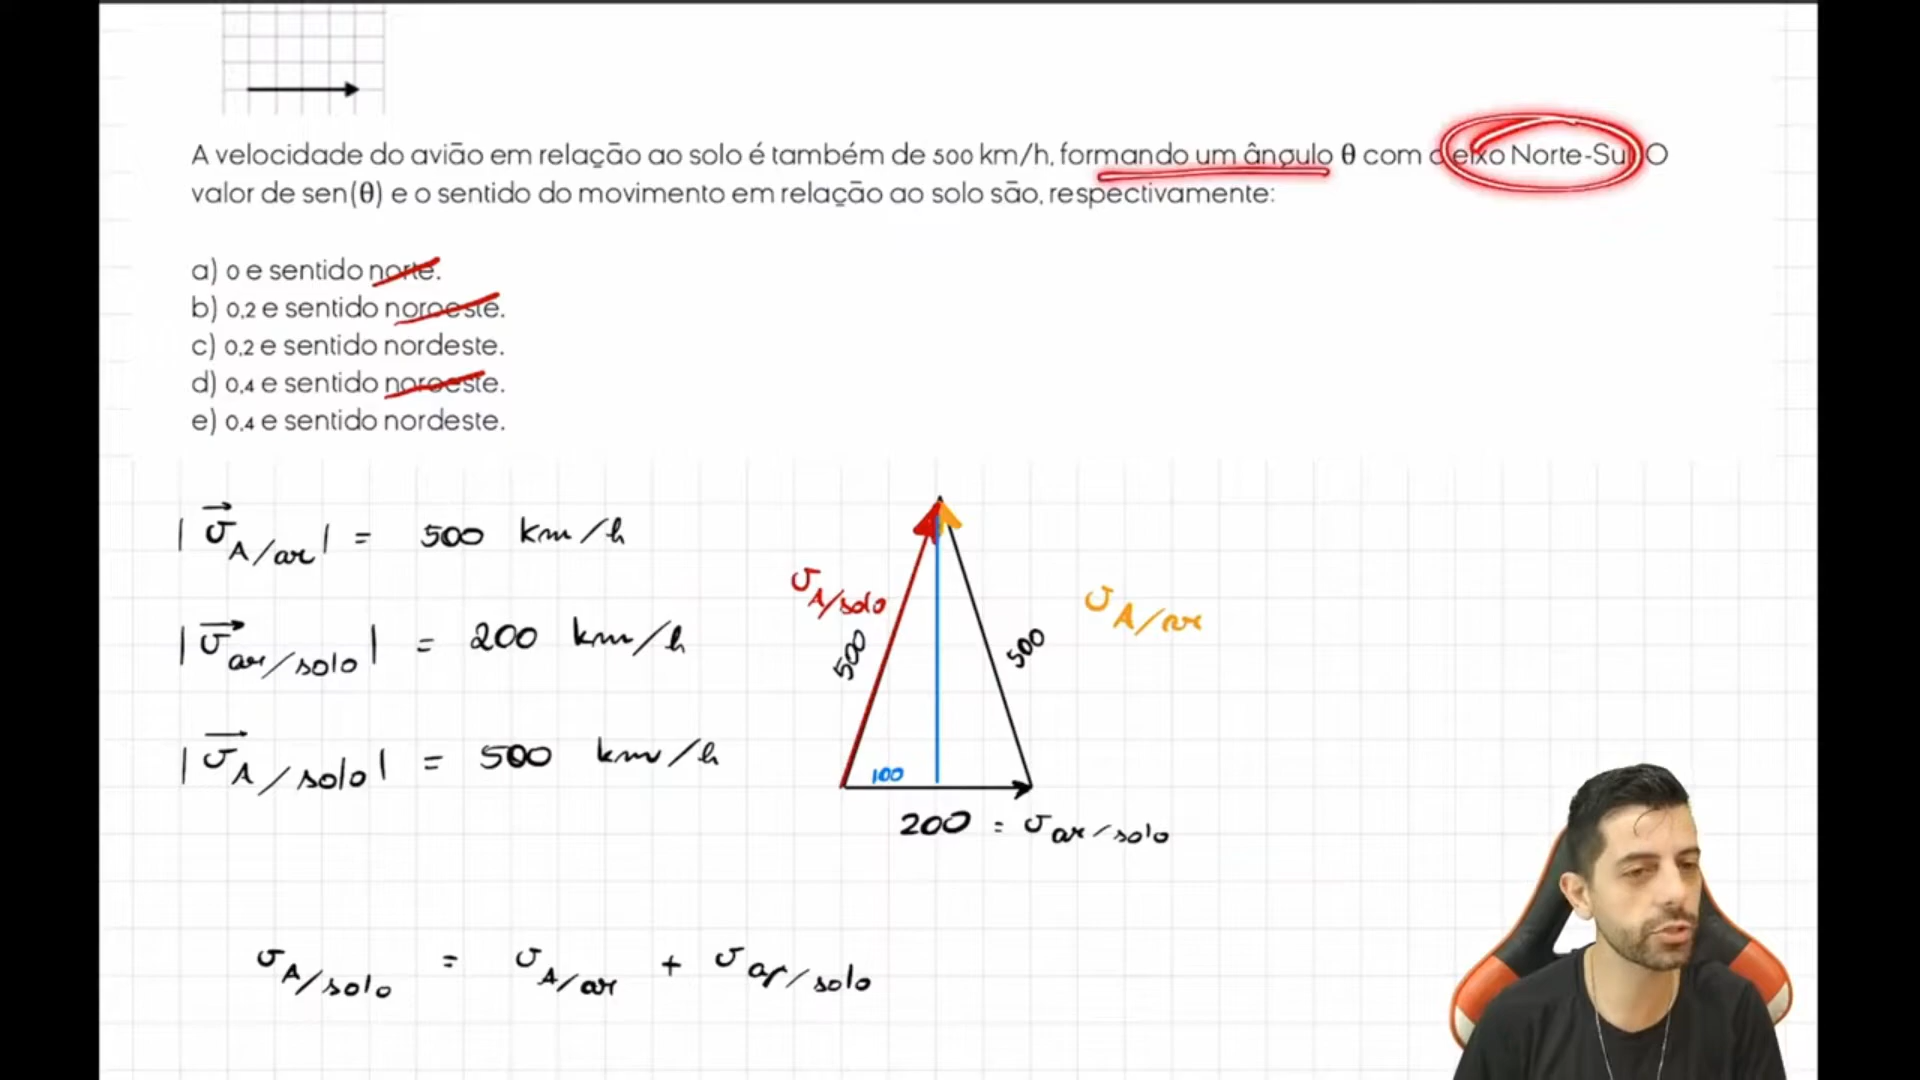 A velocidade do avião em relação ao solo é também de 500 km/h, formando um ângulo θ com o eixo Norte-Sul. O
valor de sen(θ) e o sentido do movimento em relação ao solo são, respectivamente:
a) 0 e sentido norte.
b) 0,2 e sentido noroeste.
c) 0,2 e sentido nordeste.
d) 0,4 e sentido noroeste.
e) 0,4 e sentido nordeste.
|v⃗ A/ar| = 500 km/h
|v⃗ ar/solo| = 200 km/h
|v⃗ A/solo| = 500 km/h
v A/solo
500
500
v A/ar
100
200 = v ar/solo
v A/solo = v A/ar + v ar/solo